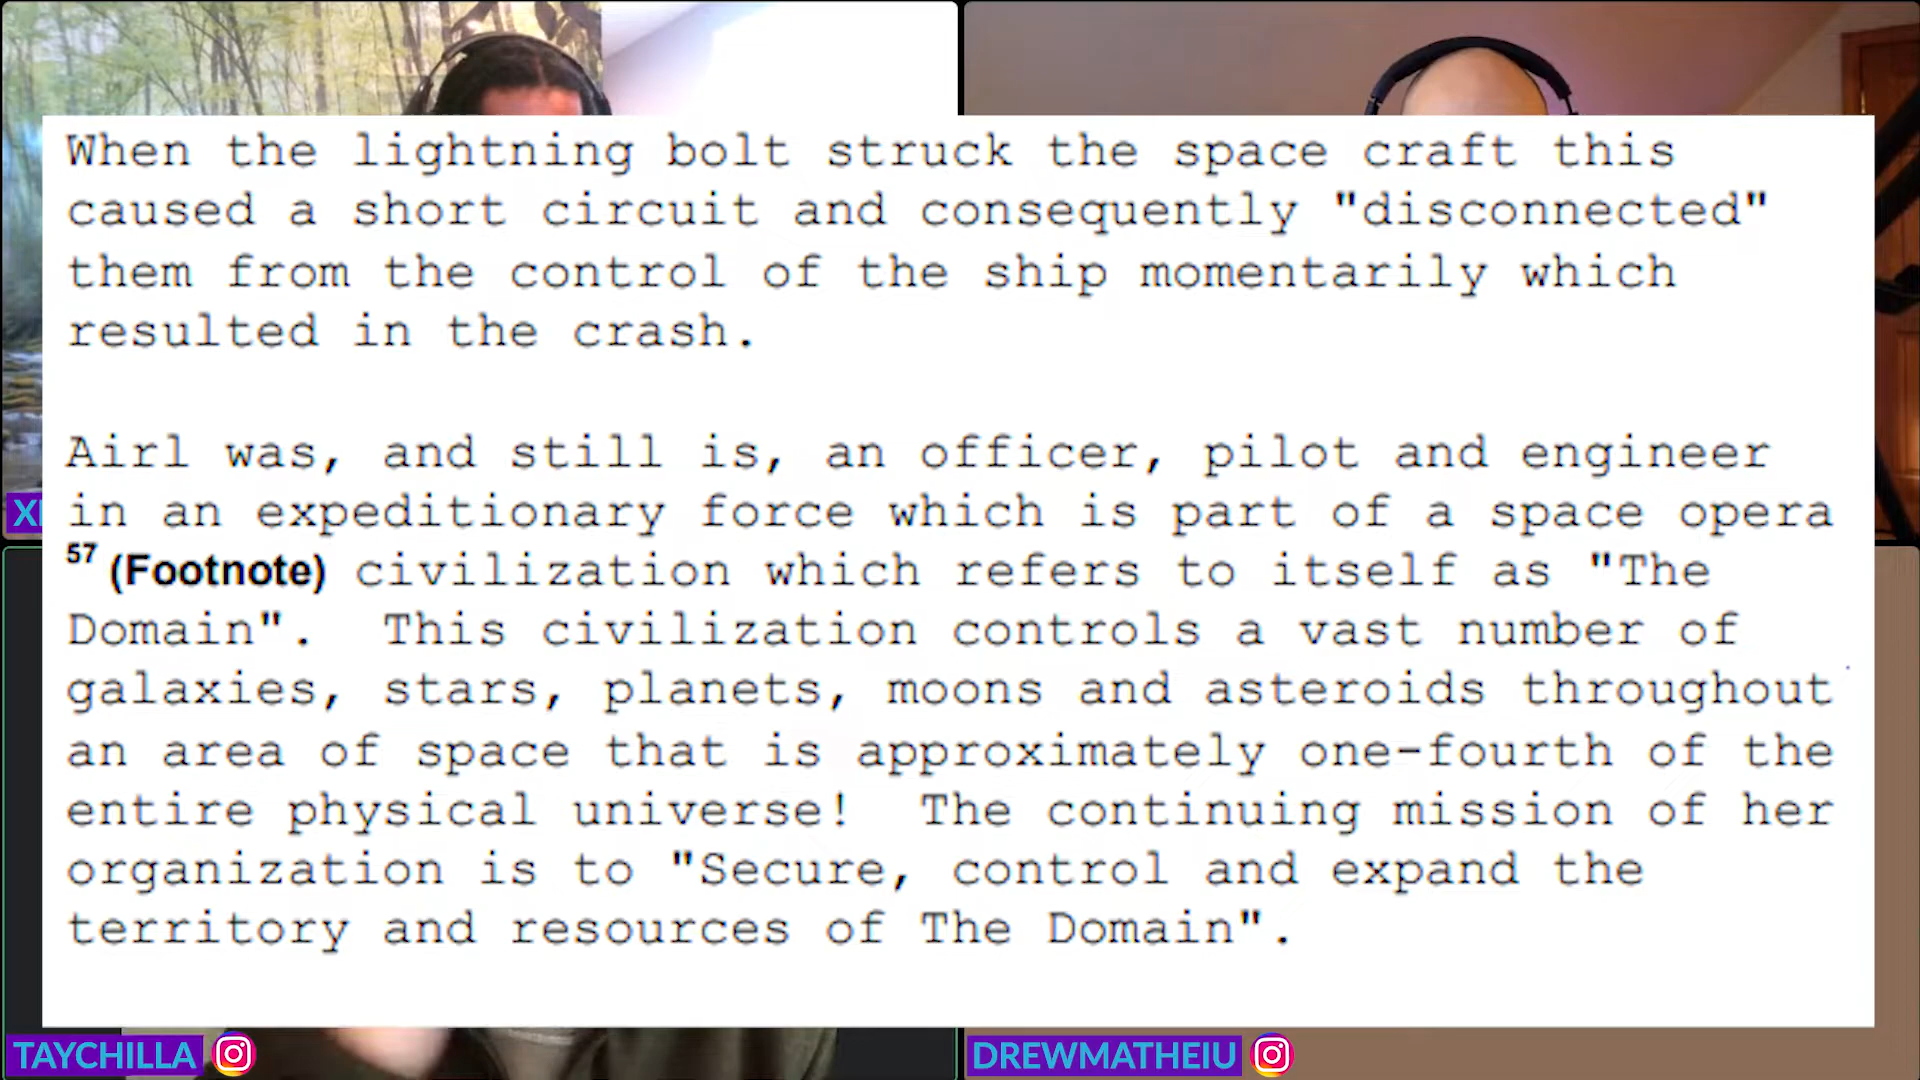 When the lightning bolt struck the space craft this
caused a short circuit and consequently "disconnected"
them from the control of the ship momentarily which
resulted in the crash.
Airl was, and still is, an officer, pilot and engineer
in an expeditionary force which is part of a space opera
57 (Footnote) civilization which refers to itself as "The
Domain". This civilization controls a vast number of
galaxies, stars, planets, moons and asteroids throughout
an area of space that is approximately one-fourth of the
entire physical universe! The continuing mission of her
organization is to "Secure, control and expand the
territory and resources of The Domain".
TAYCHILLA
DREWMATHEIU